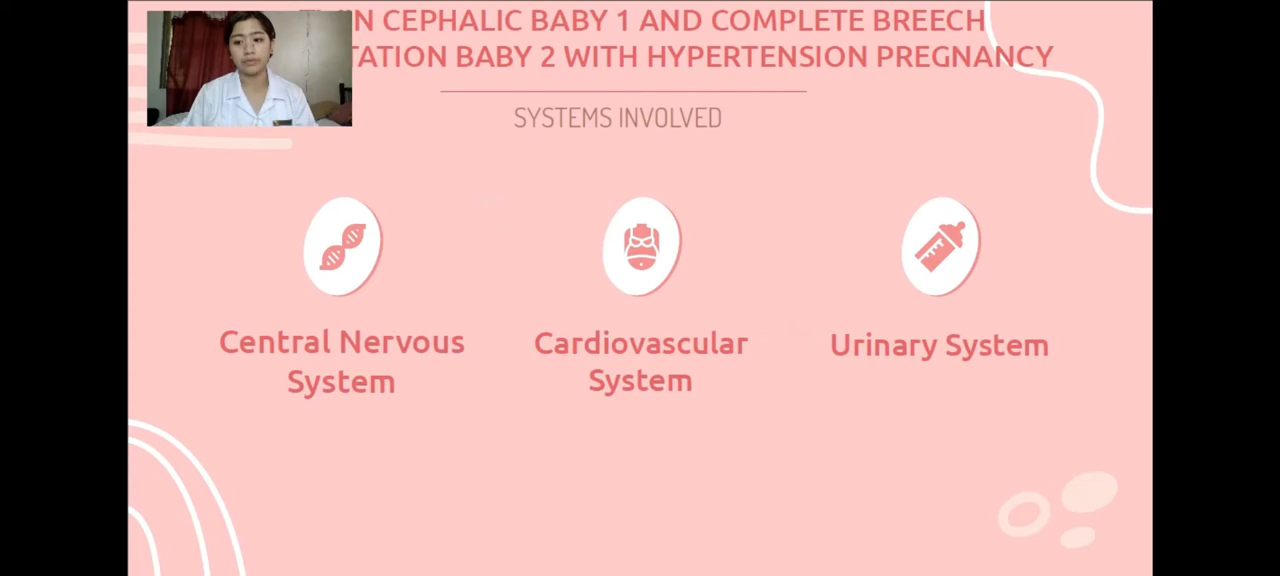 CEPHALIC BABY 1 AND COMPLETE BREECH
BABY 2 WITH HYPERTENSION PREGNANCY
SYSTEMS INVOLVED
Central Nervous
System
Cardiovascular
System
Urinary System